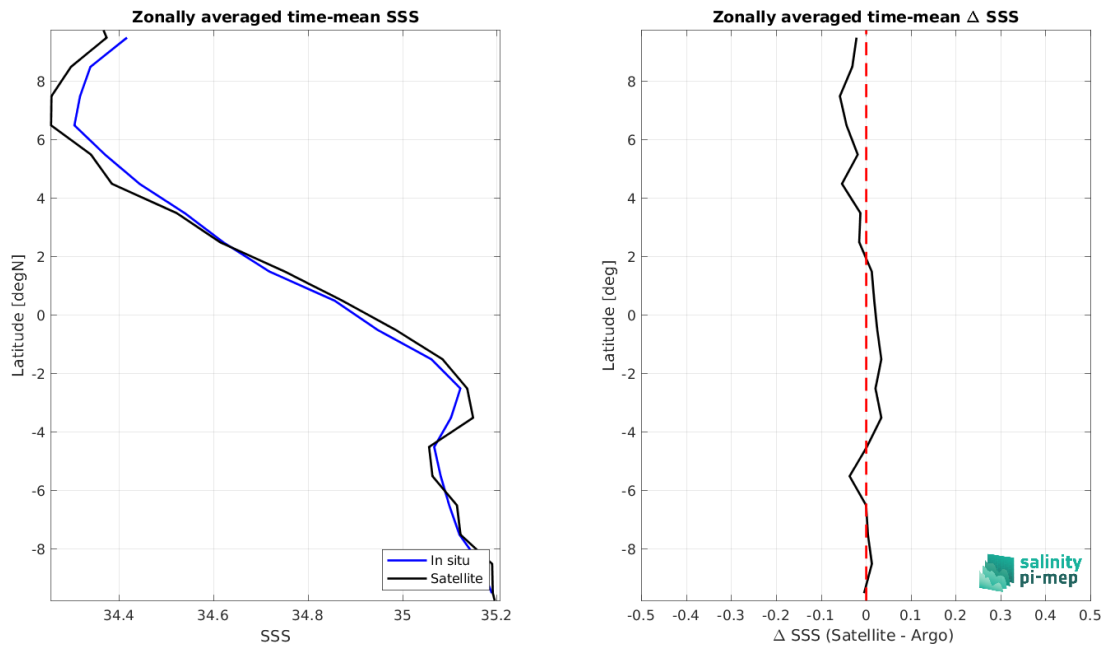 Zonally averaged time-mean SSS
Latitude [degN]
8
6
4
2
0
-2
-4
-6
-8
34.4 34.6 34.8 35 35.2
SSS
In situ
Satellite
Zonally averaged time-mean Δ SSS
Latitude [deg]
8
6
4
2
0
-2
-4
-6
-8
-0.5 -0.4 -0.3 -0.2 -0.1 0 0.1 0.2 0.3 0.4 0.5
Δ SSS (Satellite - Argo)
salinity
pi-mep